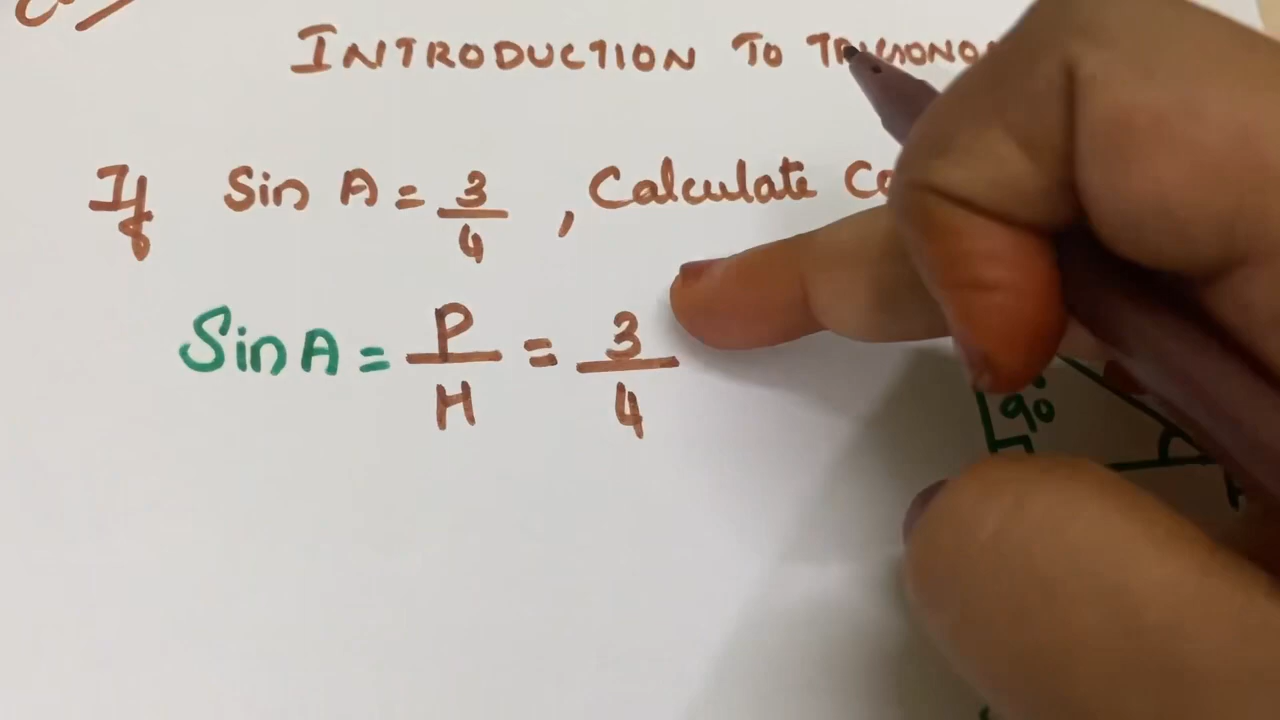 INTRODUCTION TO
If Sin A = 3/4, Calculate
Sin A = P/H = 3/4
90°